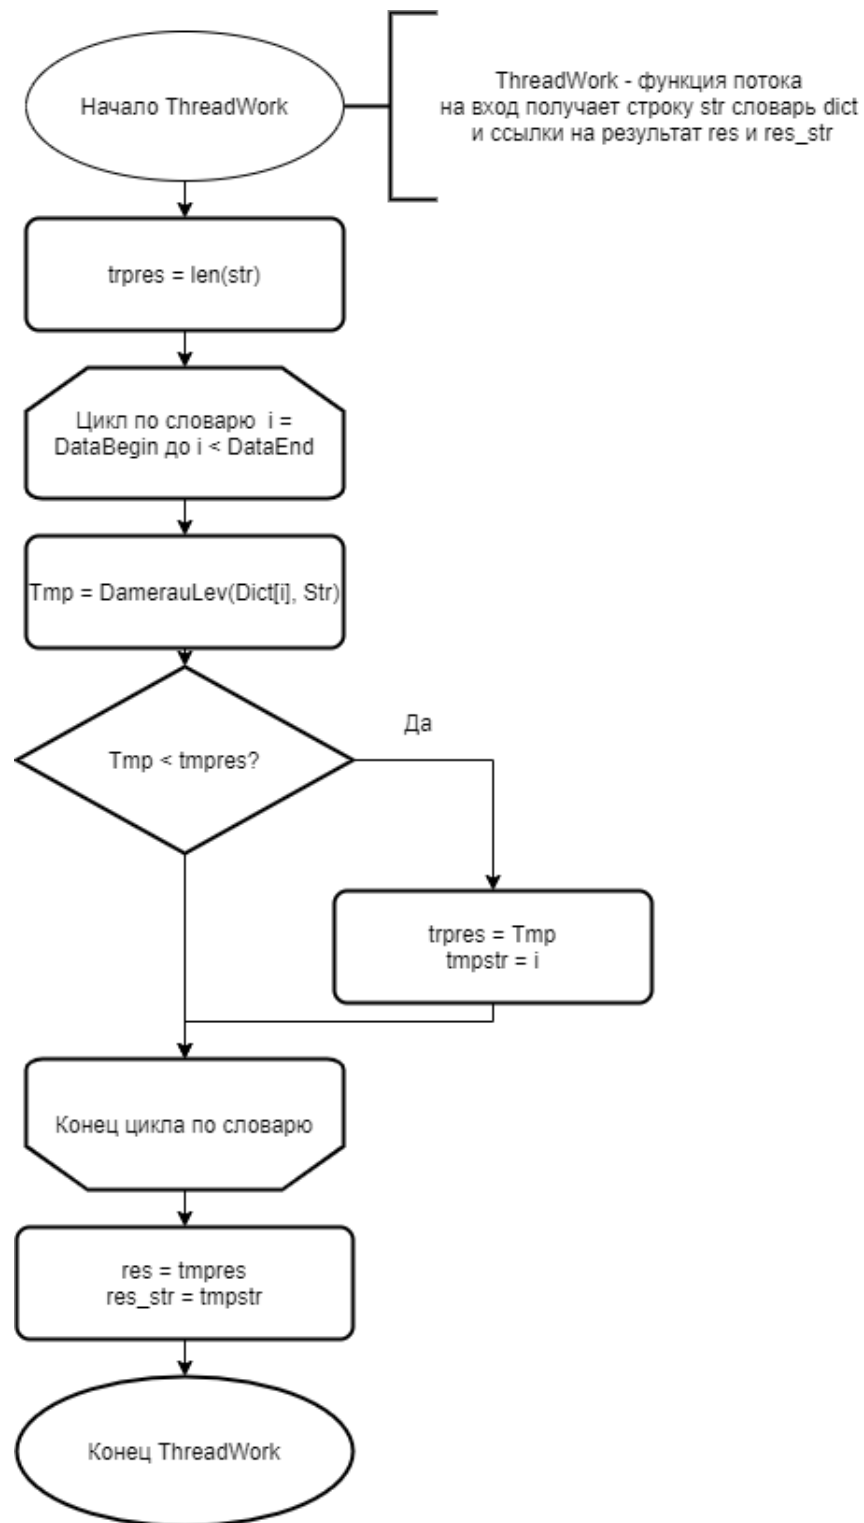 Начало ThreadWork
ThreadWork - функция потока
на вход получает строку str словарь dict
и ссылки на результат res и res_str
trpres = len(str)
Цикл по словарю i =
DataBegin до i < DataEnd
Tmp = DamerauLev(Dict[i], Str)
Tmp < tmpres?
Да
trpres = Tmp
tmpstr = i
Конец цикла по словарю
res = tmpres
res_str = tmpstr
Конец ThreadWork